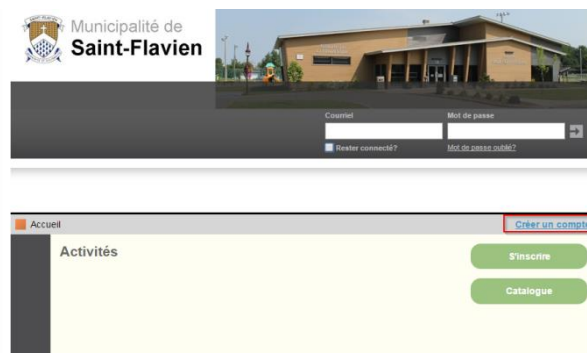 Municipalité de
Saint-Flavien
Courriel Mot de passe
Rester connecté? Mot de passe oublié?
Accueil Créer un compte
Activités S'inscrire
Catalogue